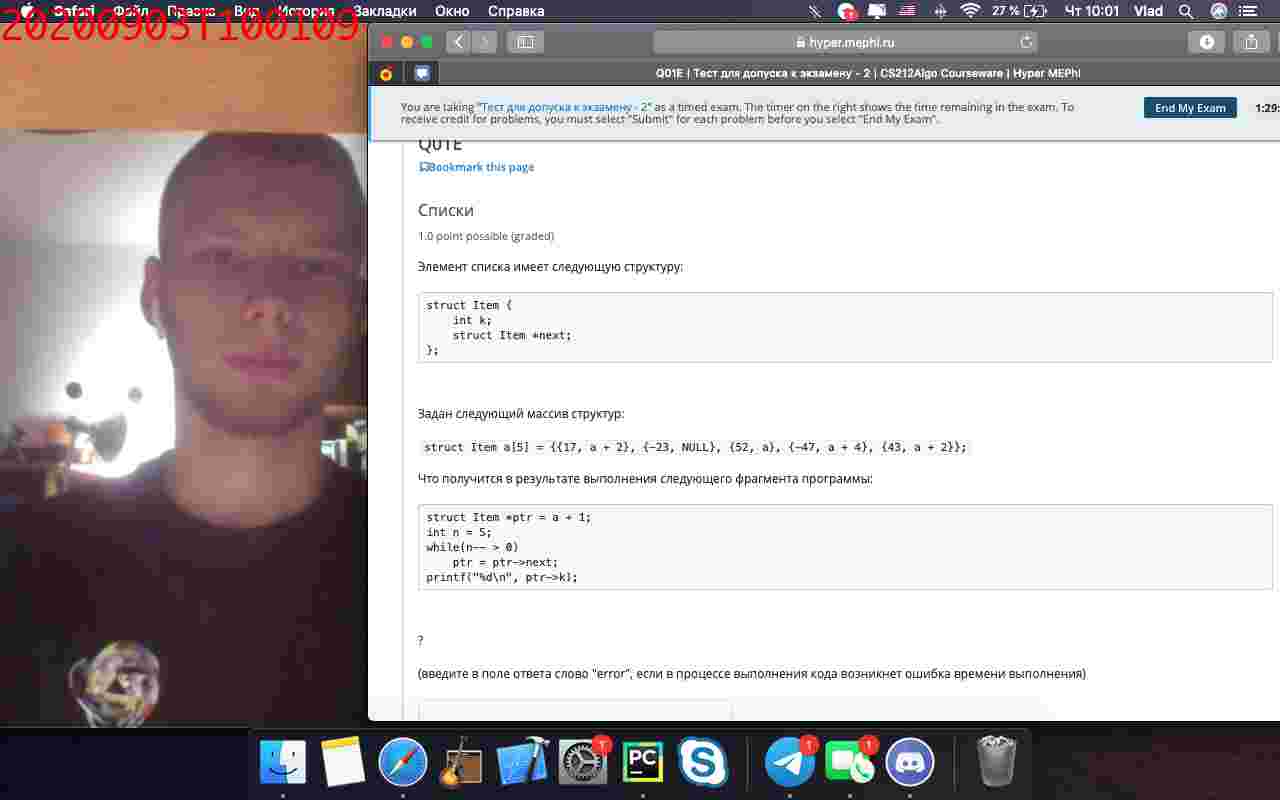 20200903T100109
Safari Файл Правка Вид История Закладки Окно Справка 27 % Чт 10:01 Vlad
hyper.mephi.ru
Q01E | Тест для допуска к экзамену - 2 | CS212Algo Courseware | Hyper MEPhI
You are taking "Тест для допуска к экзамену - 2" as a timed exam. The timer on the right shows the time remaining in the exam. To
receive credit for problems, you must select "Submit" for each problem before you select "End My Exam".
End My Exam
1:29:
Q01E
Bookmark this page
Списки
1.0 point possible (graded)
Элемент списка имеет следующую структуру:
struct Item {
int k;
struct Item *next;
};
Задан следующий массив структур:
struct Item a[5] = {{17, a + 2}, {-23, NULL}, {52, a}, {-47, a + 4}, {43, a + 2}};
Что получится в результате выполнения следующего фрагмента программы:
struct Item *ptr = a + 1;
int n = 5;
while(n-- > 0)
ptr = ptr->next;
printf("%d\n", ptr->k);
?
(введите в поле ответа слово "error", если в процессе выполнения кода возникнет ошибка времени выполнения)
1
PC
1
1